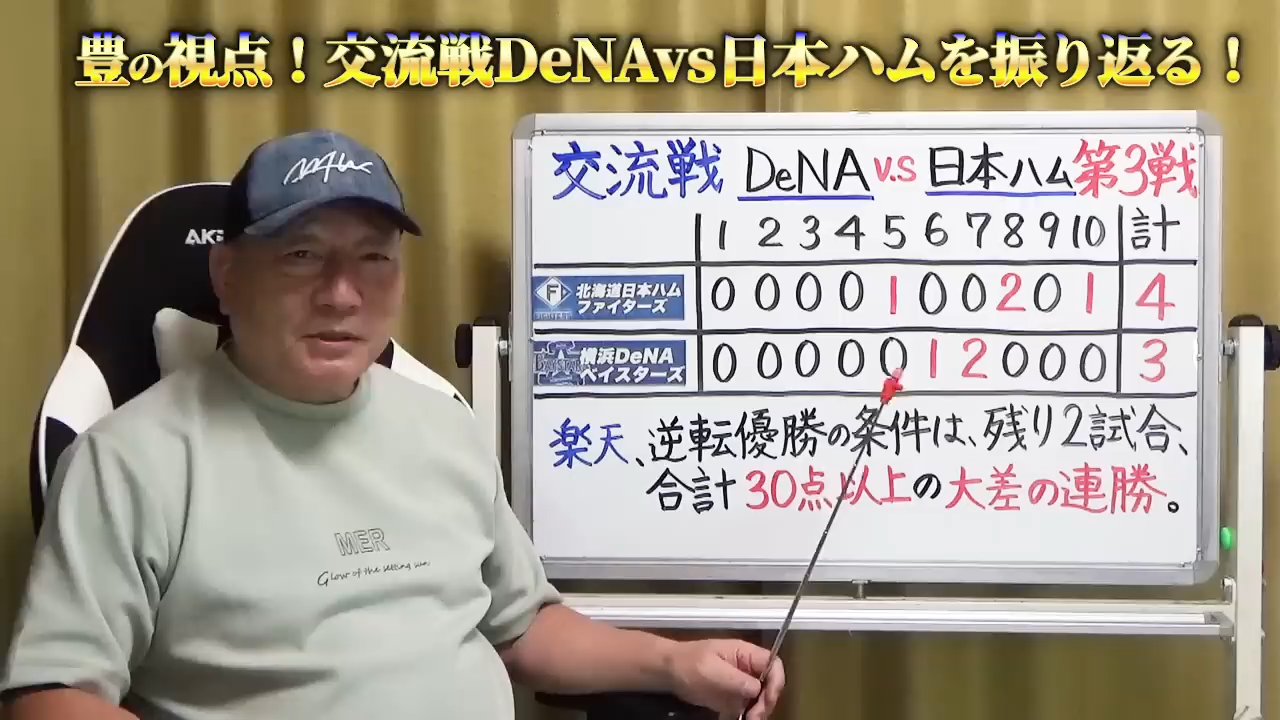 豊の視点！交流戦DeNAvs日本ハムを振り返る！
交流戦 DeNA v.s 日本ハム 第3戦
1 2 3 4 5 6 7 8 9 10 計
F 北海道日本ハム
ファイターズ
0 0 0 0 1 0 0 2 0 1 4
横浜DeNA
ベイスターズ
0 0 0 0 0 1 2 0 0 0 3
楽天、逆転優勝の条件は、残り2試合、
合計30点以上の大差の連勝。
MER
Glow of the setting sun